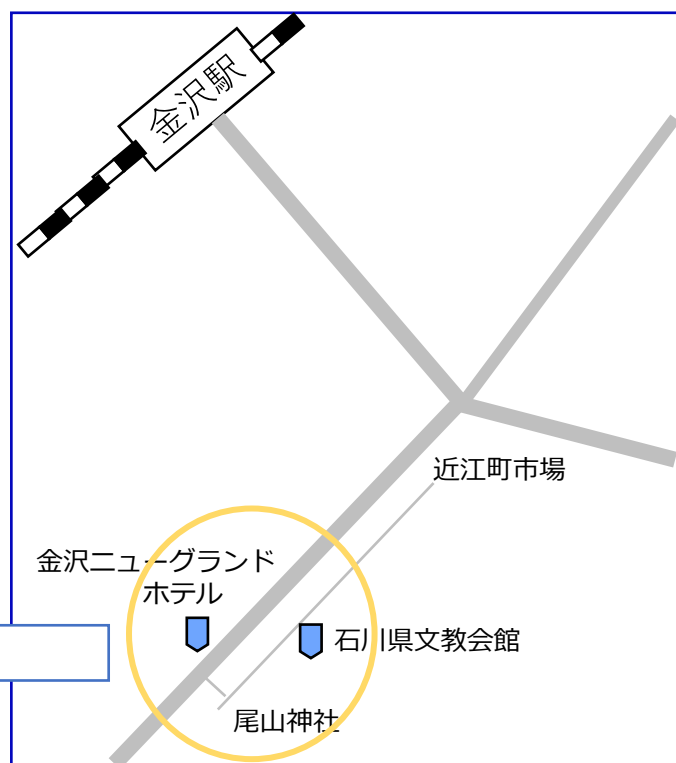 金沢駅
近江町市場
金沢ニューグランド
ホテル
石川県文教会館
尾山神社